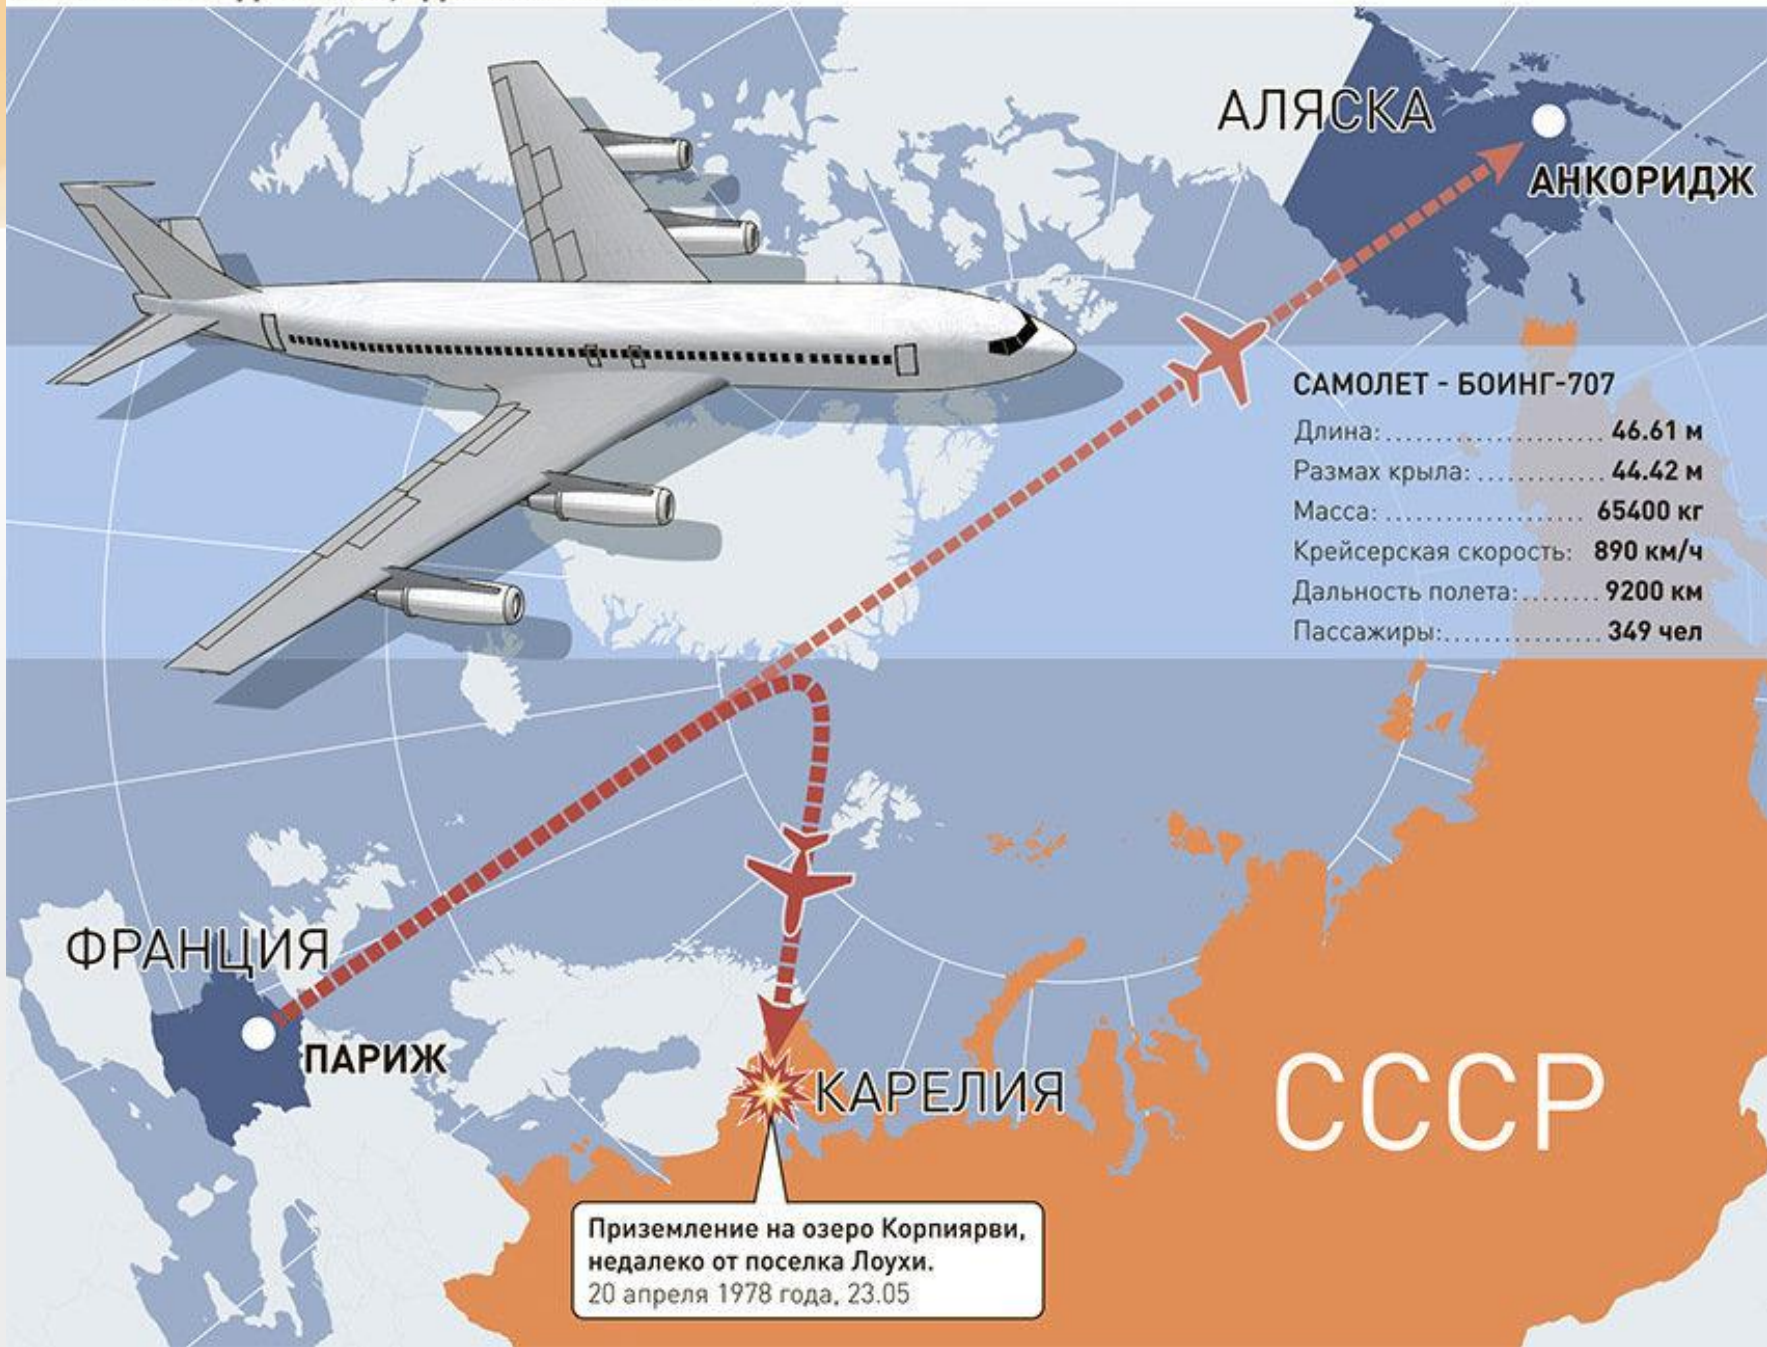 АЛЯСКА
АНКОРИДЖ
САМОЛЕТ - БОИНГ-707
Длина:...................... 46.61 м
Размах крыла:............. 44.42 м
Масса:.................... 65400 кг
Крейсерская скорость: 890 км/ч
Дальность полета:........ 9200 км
Пассажиры:................ 349 чел
ФРАНЦИЯ
ПАРИЖ
КАРЕЛИЯ
СССР
Приземление на озеро Корпиярви,
недалеко от поселка Лоухи.
20 апреля 1978 года, 23.05